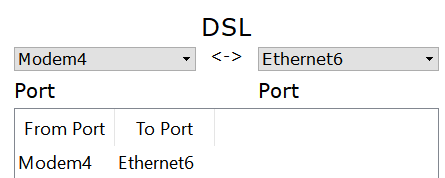 DSL
Modem4 <-> Ethernet6
Port Port
From Port To Port
Modem4 Ethernet6